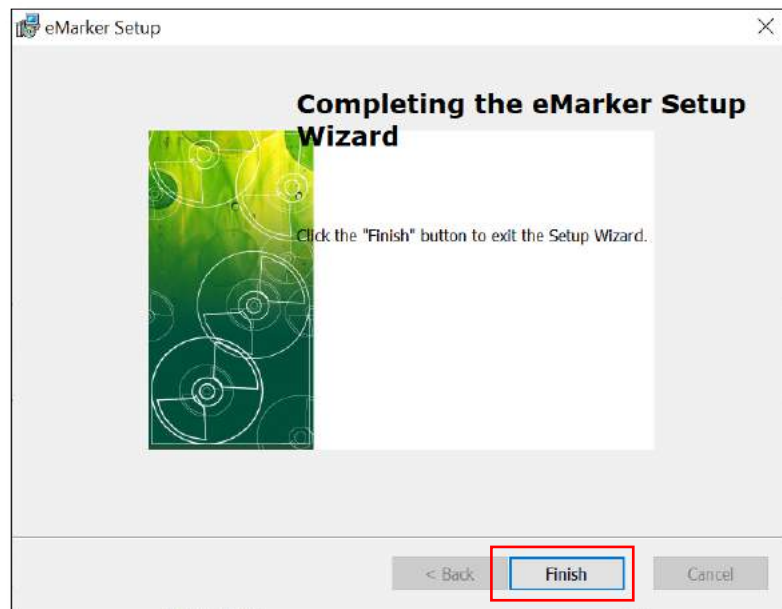 eMarker Setup
Completing the eMarker Setup
Wizard
Click the "Finish" button to exit the Setup Wizard.
< Back
Finish
Cancel